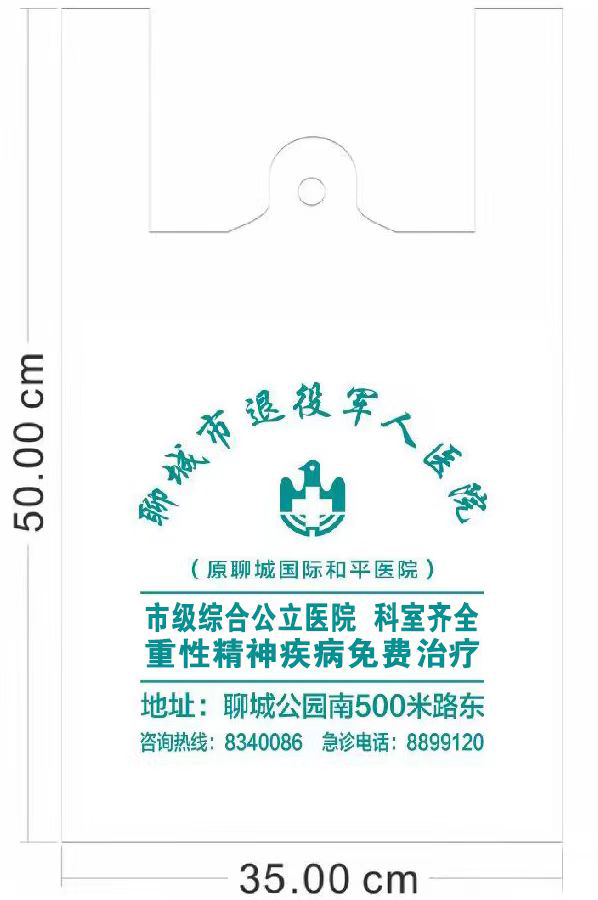 聊城市退役军人医院
（原聊城国际和平医院）
市级综合公立医院 科室齐全
重性精神疾病免费治疗
地址：聊城公园南500米路东
咨询热线：8340086 急诊电话：8899120
50.00 cm
35.00 cm